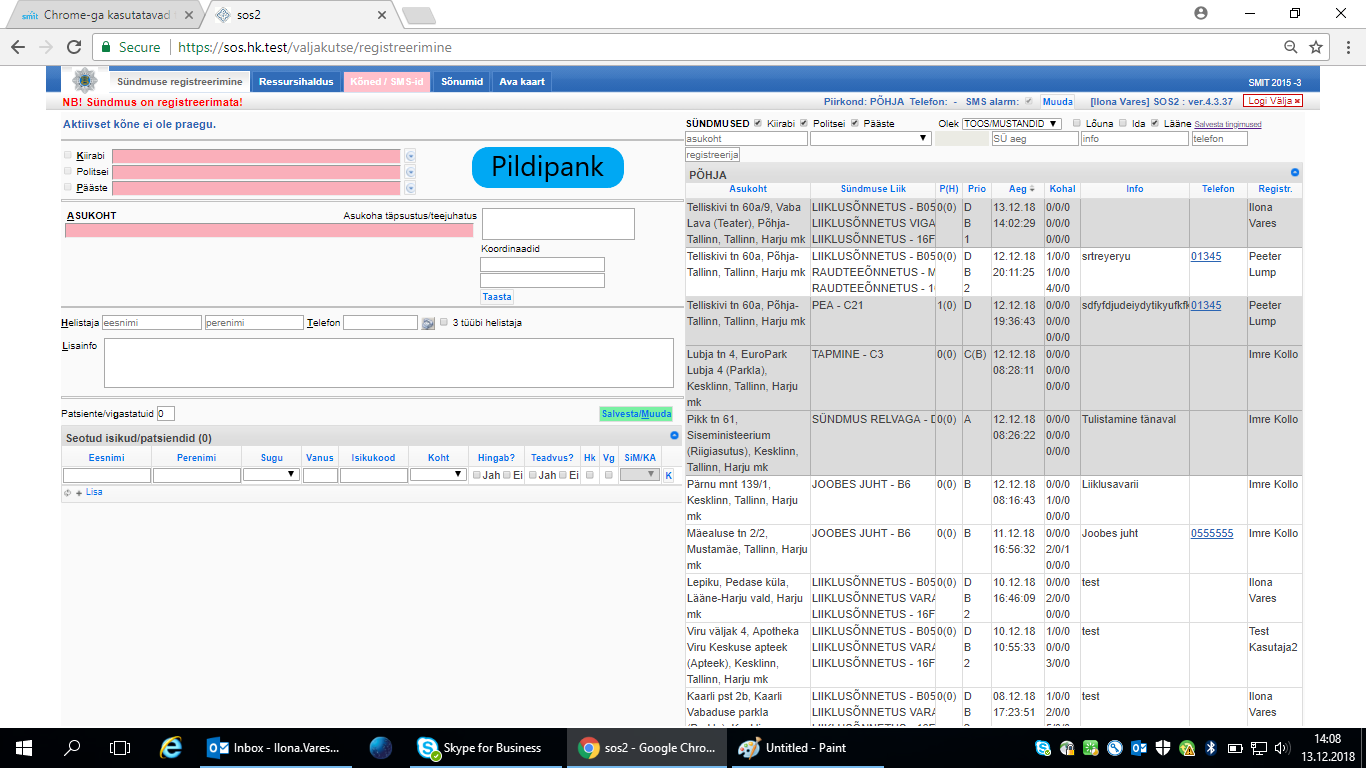 smit Chrome-ga kasutatavad
sos2
Secure https://sos.hk.test/valjakutse/registreerimine
Sündmuse registreerimine Ressursihaldus Kõned / SMS-id Sõnumid Ava kaart SMIT 2015 -3
NB! Sündmus on registreerimata! Piirkond: PÕHJA Telefon: - SMS alarm: Muuda [Ilona Vares] SOS2 : ver.4.3.37 Logi Välja
Aktiivset kõne ei ole praegu.
Kiirabi
Politsei
Pääste
Pildipank
ASUKOHT Asukoha täpsustus/teejuhatus
Koordinaadid
Taasta
Helistaja eesnimi perenimi Telefon 3 tüübi helistaja
Lisainfo
Patsiente/vigastatuid 0 Salvesta/Muuda
Seotud isikud/patsiendid (0)
Eesnimi Perenimi Sugu Vanus Isikukood Koht Hingab? Teadvus? Hk Vg SiM/KA
Jah Ei Jah Ei K
+ Lisa
SÜNDMUSED Kiirabi Politsei Pääste Olek TOOS/MUSTANDID Lõuna Ida Lääne Salvesta tingimused
asukoht SÜ aeg info telefon
registreerija
PÕHJA
Asukoht Sündmuse Liik P(H) Prio Aeg Kohal Info Telefon Registr.
Telliskivi tn 60a/9, Vaba LIIKLUSÕNNETUS - B05 0(0) D 13.12.18 0/0/0 Ilona
Lava (Teater), Põhja- LIIKLUSÕNNETUS VIGA B 14:02:29 0/0/0 Vares
Tallinn, Tallinn, Harju mk LIIKLUSÕNNETUS - 16F 1 0/0/0
Telliskivi tn 60a, Põhja- LIIKLUSÕNNETUS - B05 0(0) D 12.12.18 1/0/0 srtreyeryu 01345 Peeter
Tallinn, Tallinn, Harju mk RAUDTEEÕNNETUS - M B 20:11:25 1/0/0 Lump
RAUDTEEÕNNETUS - 1 2 4/0/0
Telliskivi tn 60a, Põhja- PEA - C21 1(0) D 12.12.18 0/0/0 sdfyfdjudeiydytikyufkfk 01345 Peeter
Tallinn, Tallinn, Harju mk 19:36:43 0/0/0 Lump
0/0/0
Lubja tn 4, EuroPark TAPMINE - C3 0(0) C(B) 12.12.18 0/0/0 Imre Kollo
Lubja 4 (Parkla), 08:28:11 0/0/0
Kesklinn, Tallinn, Harju 0/0/0
mk
Pikk tn 61, SÜNDMUS RELVAGA - D 0(0) A 12.12.18 0/0/0 Tulistamine tänaval Imre Kollo
Siseministeerium 08:26:22 0/0/0
(Riigiasutus), Kesklinn, 0/0/0
Tallinn, Harju mk
Pärnu mnt 139/1, JOOBES JUHT - B6 0(0) B 12.12.18 0/0/0 Liiklusavarii Imre Kollo
Kesklinn, Tallinn, Harju 08:16:43 1/0/0
mk 0/0/0
Mäealuse tn 2/2, JOOBES JUHT - B6 0(0) B 11.12.18 0/0/0 Joobes juht 0555555 Imre Kollo
Mustamäe, Tallinn, Harju 16:56:32 2/0/1
mk 0/0/0
Lepiku, Pedase küla, LIIKLUSÕNNETUS - B05 0(0) D 10.12.18 0/0/0 test Ilona
Lääne-Harju vald, Harju LIIKLUSÕNNETUS VARA B 16:46:09 2/0/0 Vares
mk LIIKLUSÕNNETUS - 16F 2 0/0/0
Viru väljak 4, Apotheka LIIKLUSÕNNETUS - B05 0(0) D 10.12.18 1/0/0 test Test
Viru Keskuse apteek LIIKLUSÕNNETUS VARA B 10:55:33 0/0/0 Kasutaja2
(Apteek), Kesklinn, LIIKLUSÕNNETUS - 16F 2 3/0/0
Tallinn, Harju mk
Kaarli pst 2b, Kaarli LIIKLUSÕNNETUS - B05 0(0) D 08.12.18 1/0/0 test Ilona
Vabaduse parkla LIIKLUSÕNNETUS VARA B 17:23:51 2/0/0 Vares
Inbox - Ilona.Vares... Skype for Business sos2 - Google Chro... Untitled - Paint 14:08
13.12.2018